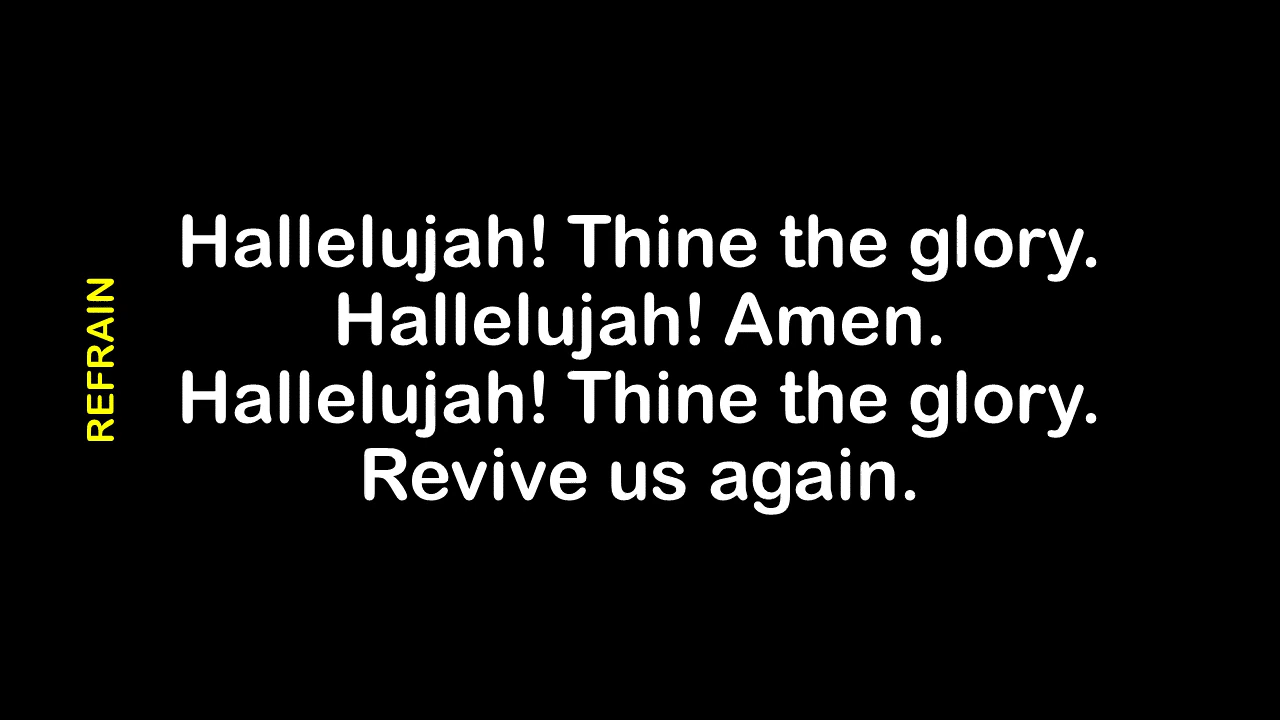 REFRAIN
Hallelujah! Thine the glory.
Hallelujah! Amen.
Hallelujah! Thine the glory.
Revive us again.